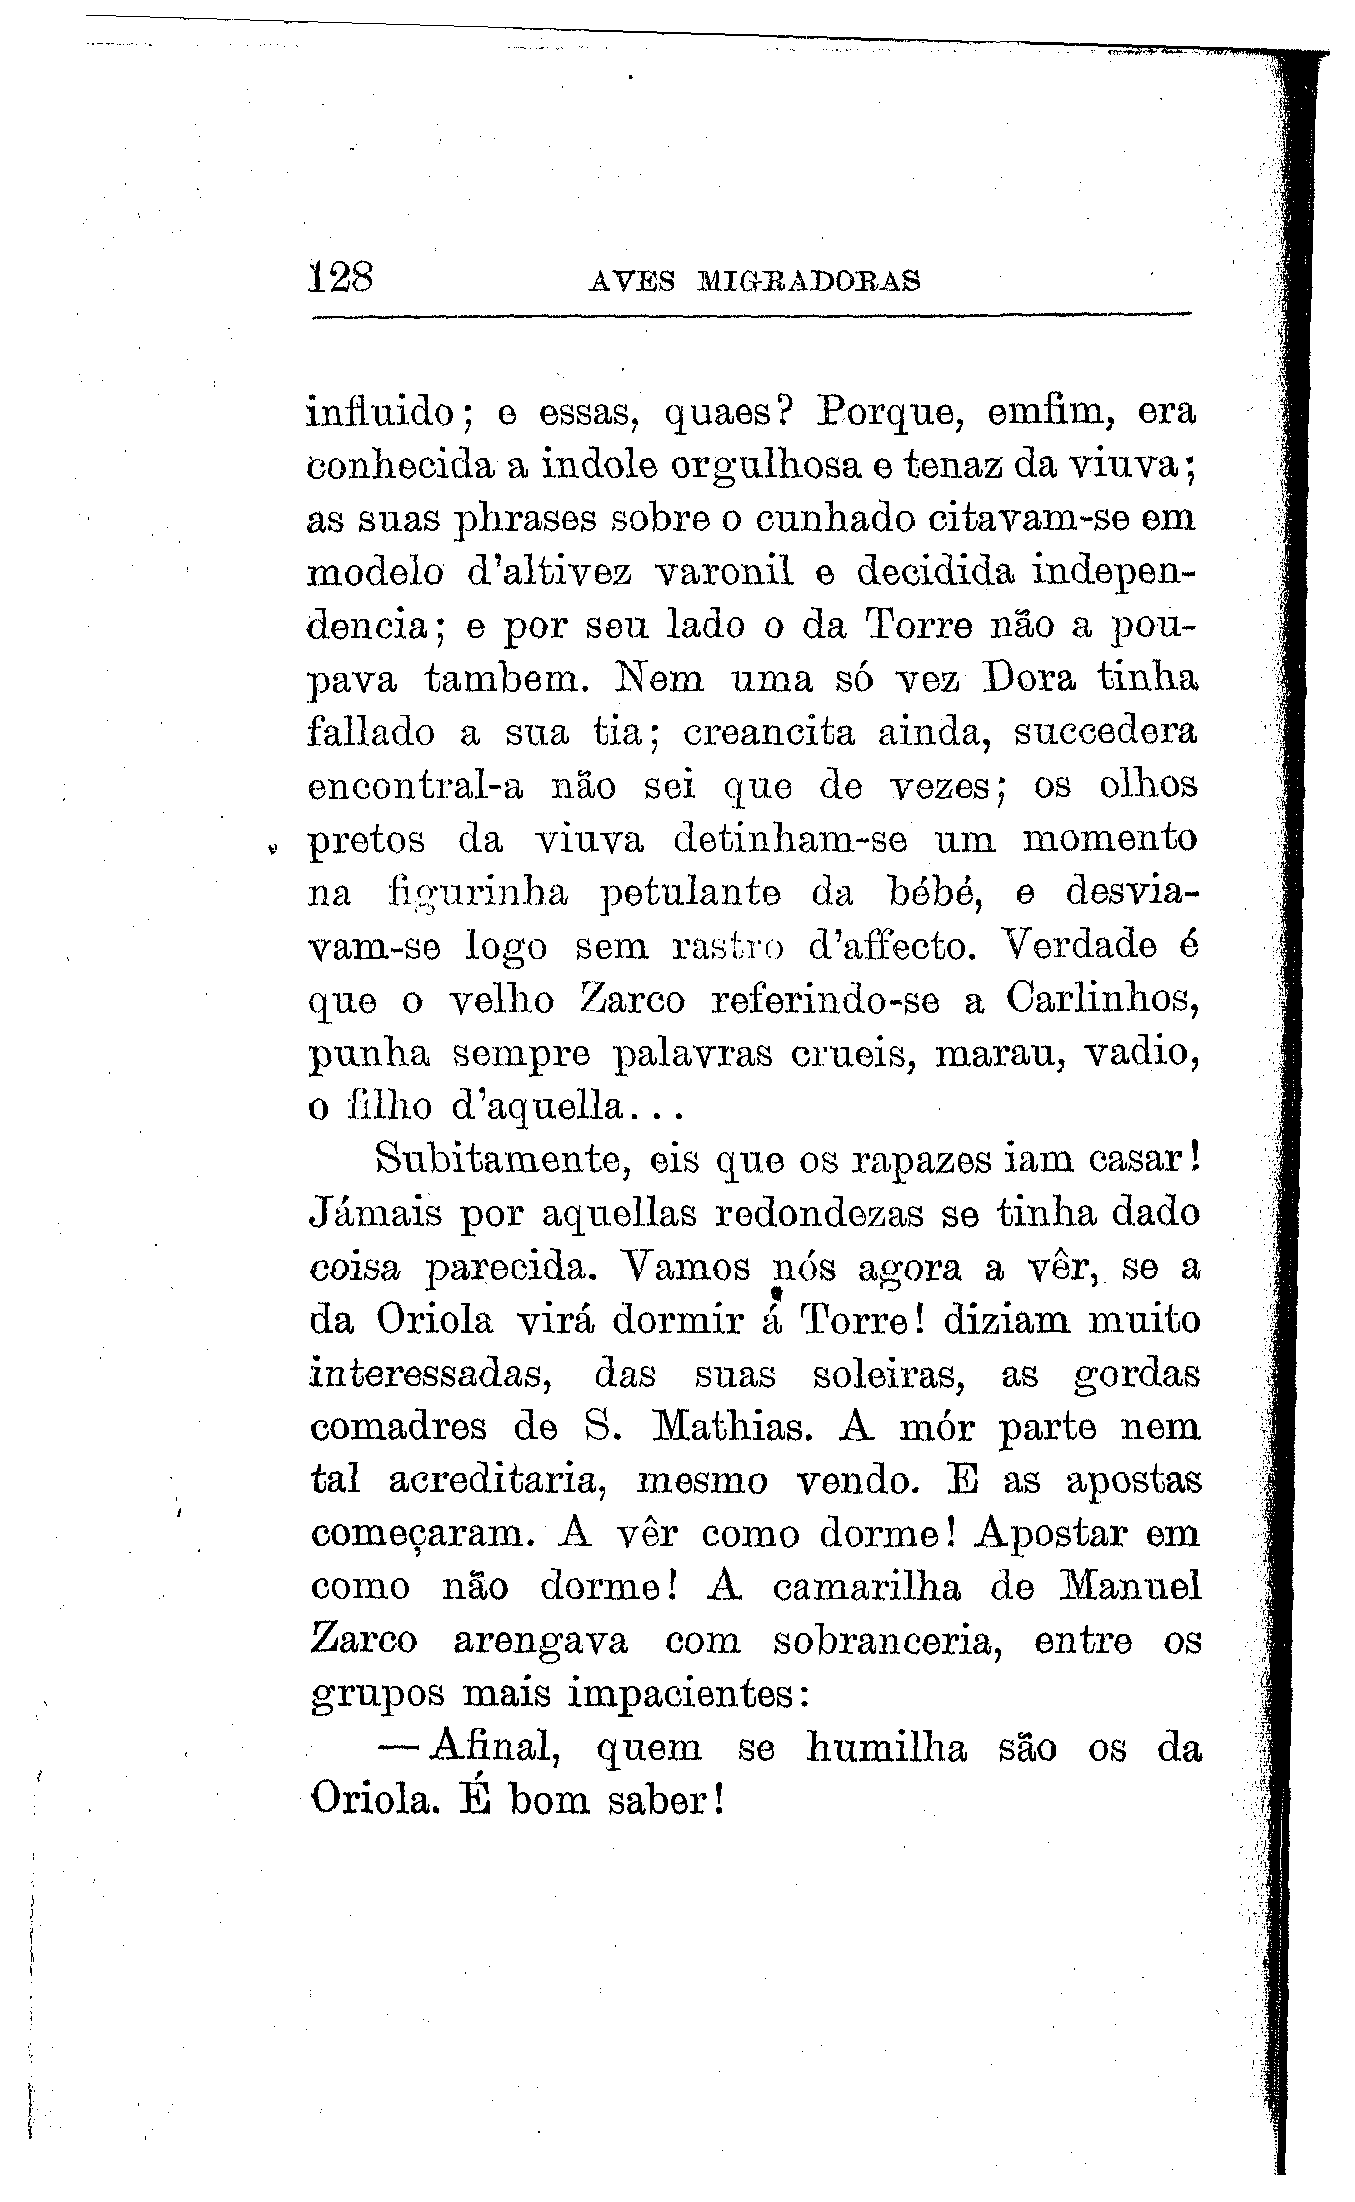 128 AVES MIGRADORAS
influido; e essas, quaes? Porque, emfim, era
conhecida a indole orgulhosa e tenaz da viuva;
as suas phrases sobre o cunhado citavam-se em
modelo d'altivez varonil e decidida indepen-
dencia; e por seu lado o da Torre não a pou-
pava tambem. Nem uma só vez Dora tinha
fallado a sua tia; creancita ainda, succedera
encontral-a não sei que de vezes; os olhos
pretos da viuva detinham-se um momento
na figurinha petulante da bébé, e desvia-
vam-se logo sem rastro d'affecto. Verdade é
que o velho Zarco referindo-se a Carlinhos,
punha sempre palavras crueis, marau, vadio,
o filho d'aquella...
Subitamente, eis que os rapazes iam casar!
Jámais por aquellas redondezas se tinha dado
coisa parecida. Vamos nós agora a vêr, se a
da Oriola virá dormir á Torre! diziam muito
interessadas, das suas soleiras, as gordas
comadres de S. Mathias. A mór parte nem
tal acreditaria, mesmo vendo. E as apostas
começaram. A vêr como dorme! Apostar em
como não dorme! A camarilha de Manuel
Zarco arengava com sobranceria, entre os
grupos mais impacientes:
— Afinal, quem se humilha são os da
Oriola. É bom saber!